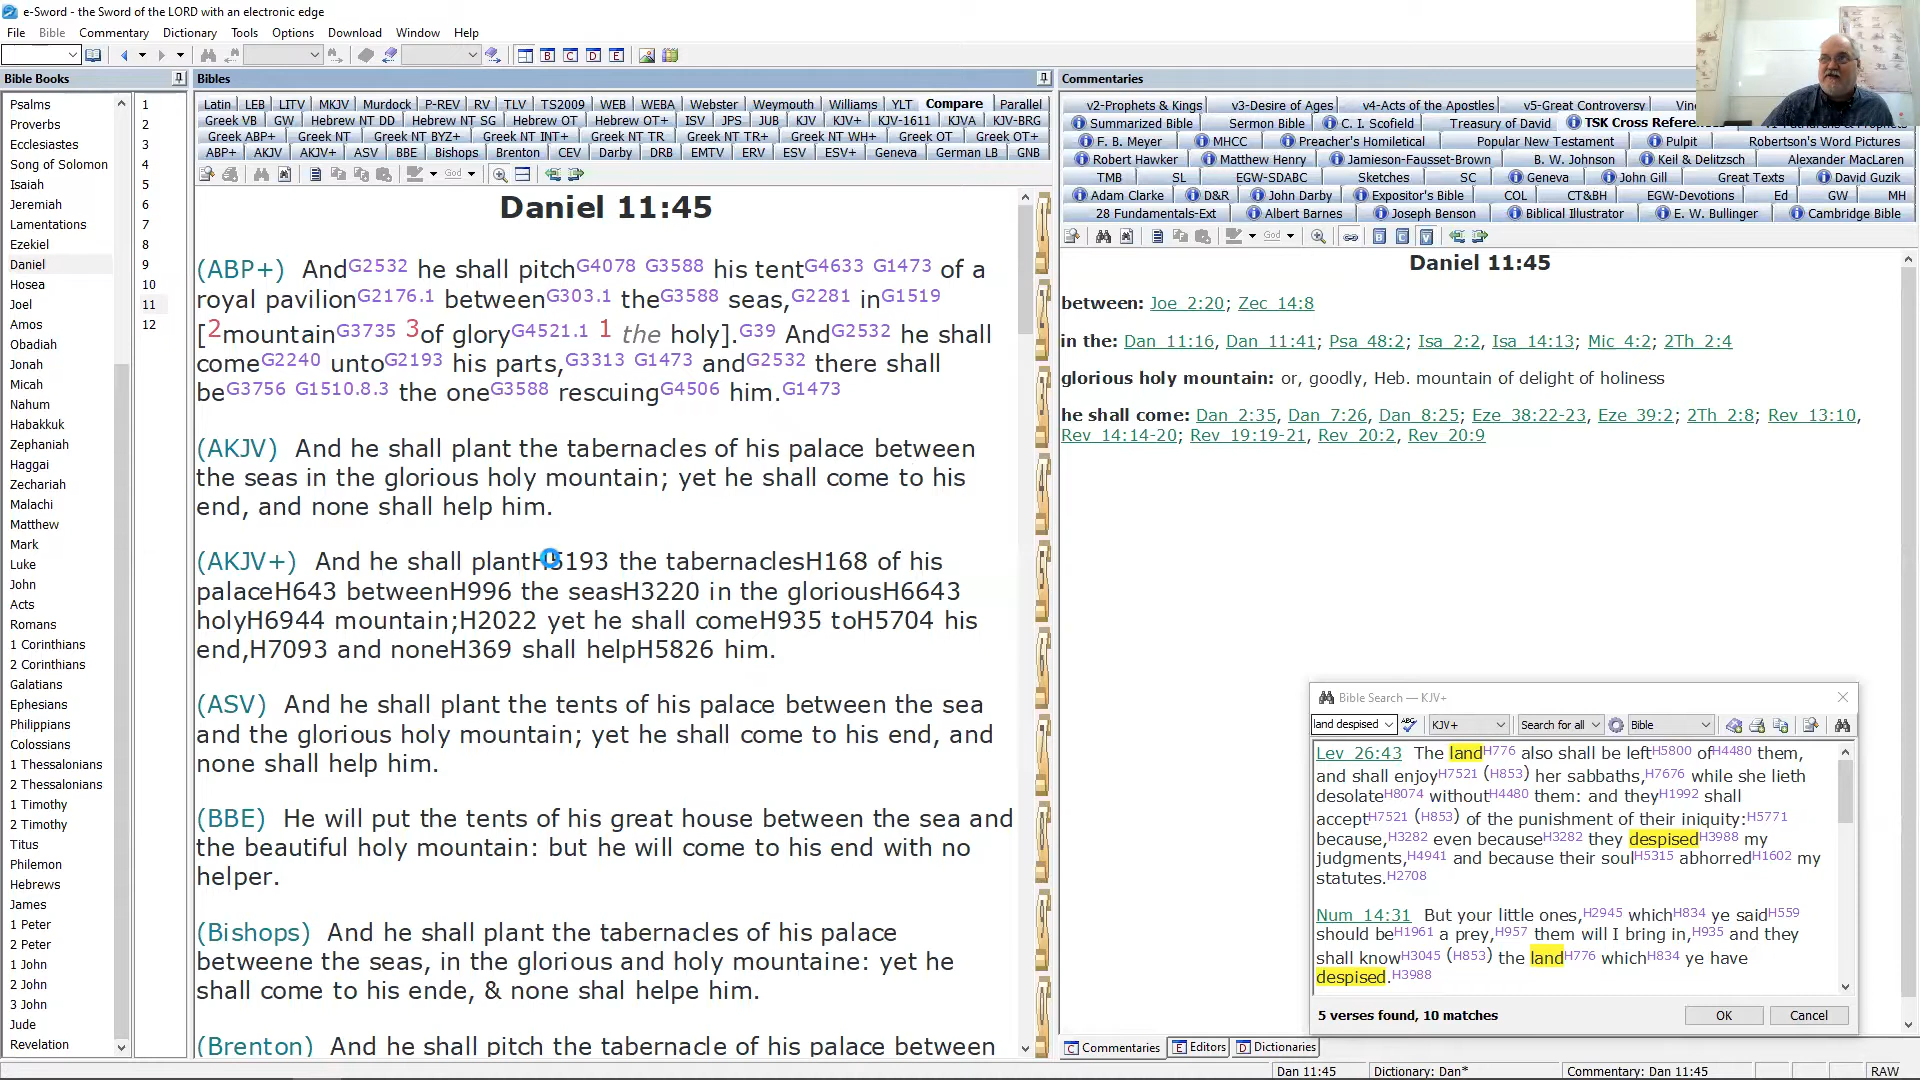 e-Sword - the Sword of the LORD with an electronic edge
File Bible Commentary Dictionary Tools Options Download Window Help
Bible Books
Psalms
Proverbs
Ecclesiastes
Song of Solomon
Isaiah
Jeremiah
Lamentations
Ezekiel
Daniel
Hosea
Joel
Amos
Obadiah
Jonah
Micah
Nahum
Habakkuk
Zephaniah
Haggai
Zechariah
Malachi
Matthew
Mark
Luke
John
Acts
Romans
1 Corinthians
2 Corinthians
Galatians
Ephesians
Philippians
Colossians
1 Thessalonians
2 Thessalonians
1 Timothy
2 Timothy
Titus
Philemon
Hebrews
James
1 Peter
2 Peter
1 John
2 John
3 John
Jude
Revelation
1
2
3
4
5
6
7
8
9
10
11
12
Bibles
Latin LEB LITV MKJV Murdock P-REV RV TLV TS2009 WEB WEBA Webster Weymouth Williams YLT Compare Parallel
Greek VB GW Hebrew NT DD Hebrew NT SG Hebrew OT Hebrew OT+ ISV JPS JUB KJV KJV+ KJV-1611 KJVA KJV-BRG
Greek ABP+ Greek NT Greek NT BYZ+ Greek NT INT+ Greek NT TR Greek NT TR+ Greek NT WH+ Greek OT Greek OT+
ABP+ AKJV AKJV+ ASV BBE Bishops Brenton CEV Darby DRB EMTV ERV ESV ESV+ Geneva German LB GNB
God
Daniel 11:45
(ABP+) AndG2532 he shall pitchG4078 G3588 his tentG4633 G1473 of a
royal pavilionG2176.1 betweenG303.1 theG3588 seas,G2281 inG1519
[2mountainG3735 3of gloryG4521.1 1 the holy].G39 AndG2532 he shall
comeG2240 untoG2193 his parts,G3313 G1473 andG2532 there shall
beG3756 G1510.8.3 the oneG3588 rescuingG4506 him.G1473
(AKJV) And he shall plant the tabernacles of his palace between
the seas in the glorious holy mountain; yet he shall come to his
end, and none shall help him.
(AKJV+) And he shall plantH5193 the tabernaclesH168 of his
palaceH643 betweenH996 the seasH3220 in the gloriousH6643
holyH6944 mountain;H2022 yet he shall comeH935 toH5704 his
end,H7093 and noneH369 shall helpH5826 him.
(ASV) And he shall plant the tents of his palace between the sea
and the glorious holy mountain; yet he shall come to his end, and
none shall help him.
(BBE) He will put the tents of his great house between the sea and
the beautiful holy mountain: but he will come to his end with no
helper.
(Bishops) And he shall plant the tabernacles of his palace
betweene the seas, in the glorious and holy mountaine: yet he
shall come to his ende, & none shal helpe him.
(Brenton) And he shall pitch the tabernacle of his palace between
Commentaries
v2-Prophets & Kings v3-Desire of Ages v4-Acts of the Apostles v5-Great Controversy
Summarized Bible Sermon Bible C. I. Scofield Treasury of David TSK Cross References
F. B. Meyer MHCC Preacher's Homiletical Popular New Testament Pulpit Robertson's Word Pictures
Robert Hawker Matthew Henry Jamieson-Fausset-Brown B. W. Johnson Keil & Delitzsch Alexander MacLaren
TMB SL EGW-SDABC Sketches SC Geneva John Gill Great Texts David Guzik
Adam Clarke D&R John Darby Expositor's Bible COL CT&BH EGW-Devotions Ed GW MH
28 Fundamentals-Ext Albert Barnes Joseph Benson Biblical Illustrator E. W. Bullinger Cambridge Bible
God
Daniel 11:45
between: Joe 2:20; Zec 14:8
in the: Dan 11:16, Dan 11:41; Psa 48:2; Isa 2:2, Isa 14:13; Mic 4:2; 2Th 2:4
glorious holy mountain: or, goodly, Heb. mountain of delight of holiness
he shall come: Dan 2:35, Dan 7:26, Dan 8:25; Eze 38:22-23, Eze 39:2; 2Th 2:8; Rev 13:10,
Rev 14:14-20; Rev 19:19-21, Rev 20:2, Rev 20:9
Bible Search — KJV+
land despised KJV+ Search for all Bible
Lev 26:43 The landH776 also shall be leftH5800 ofH4480 them,
and shall enjoyH7521 (H853) her sabbaths,H7676 while she lieth
desolateH8074 withoutH4480 them: and theyH1992 shall
acceptH7521 (H853) of the punishment of their iniquity:H5771
because,H3282 even becauseH3282 they despisedH3988 my
judgments,H4941 and because their soulH5315 abhorredH1602 my
statutes.H2708
Num 14:31 But your little ones,H2945 whichH834 ye saidH559
should beH1961 a prey,H957 them will I bring in,H935 and they
shall knowH3045 (H853) the landH776 whichH834 ye have
despised.H3988
5 verses found, 10 matches OK Cancel
Commentaries Editors Dictionaries
Dan 11:45 Dictionary: Dan* Commentary: Dan 11:45 RAW